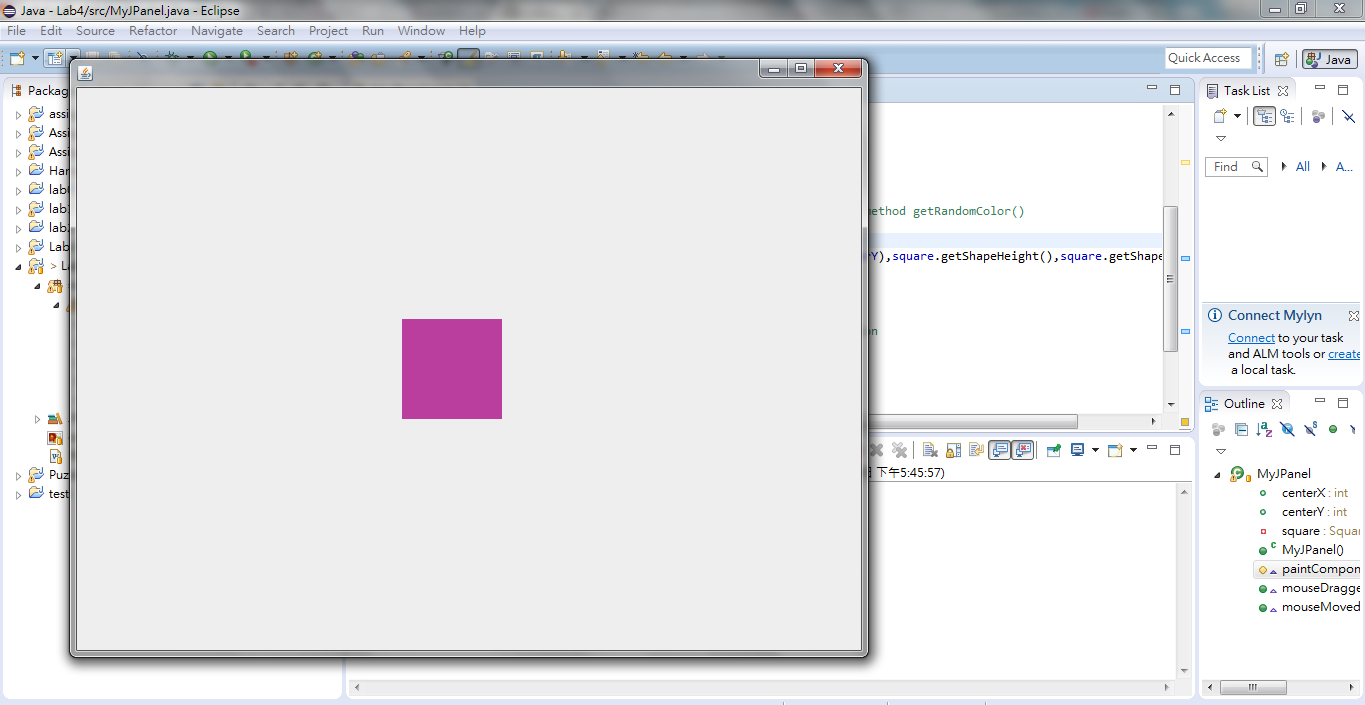 Java - Lab4/src/MyJPanel.java - Eclipse
File Edit Source Refactor Navigate Search Project Run Window Help
Quick Access
Java
Packag
assi
Assi
Assi
Har
lab
lab
lab
Lab
> La
Puz
test
ethod getRandomColor()
Y),square.getShapeHeight(),square.getShape
n
下午5:45:57)
Task List
Find All A...
Connect Mylyn
Connect to your task
and ALM tools or create
a local task.
Outline
MyJPanel
centerX : int
centerY : int
square : Squar
MyJPanel()
paintCompon
mouseDragge
mouseMoved